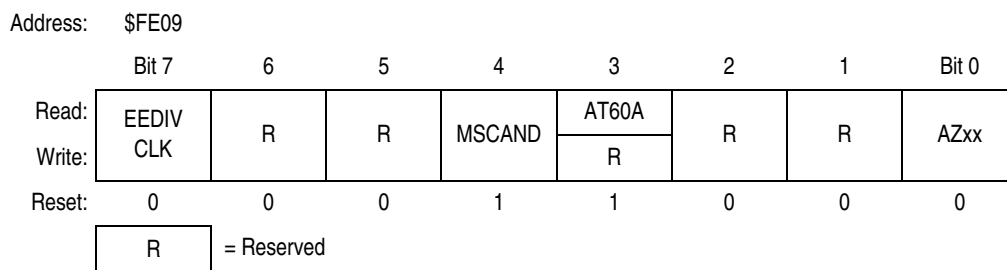 Address: $FE09
Bit 7 6 5 4 3 2 1 Bit 0
Read: EEDIV CLK R R MSCAND AT60A R R AZxx
Write: R
Reset: 0 0 0 1 1 0 0 0
R = Reserved